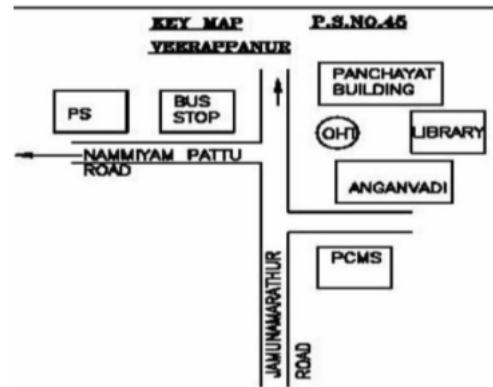 KEY MAP P.S.NO.45
VEERAPPANUR
PANCHAYAT
BUILDING
PS
BUS
STOP
OHT
LIBRARY
NAMMIYAM PATTU
ROAD
ANGANVADI
PCMS
JAMUNAMARATHUR
ROAD